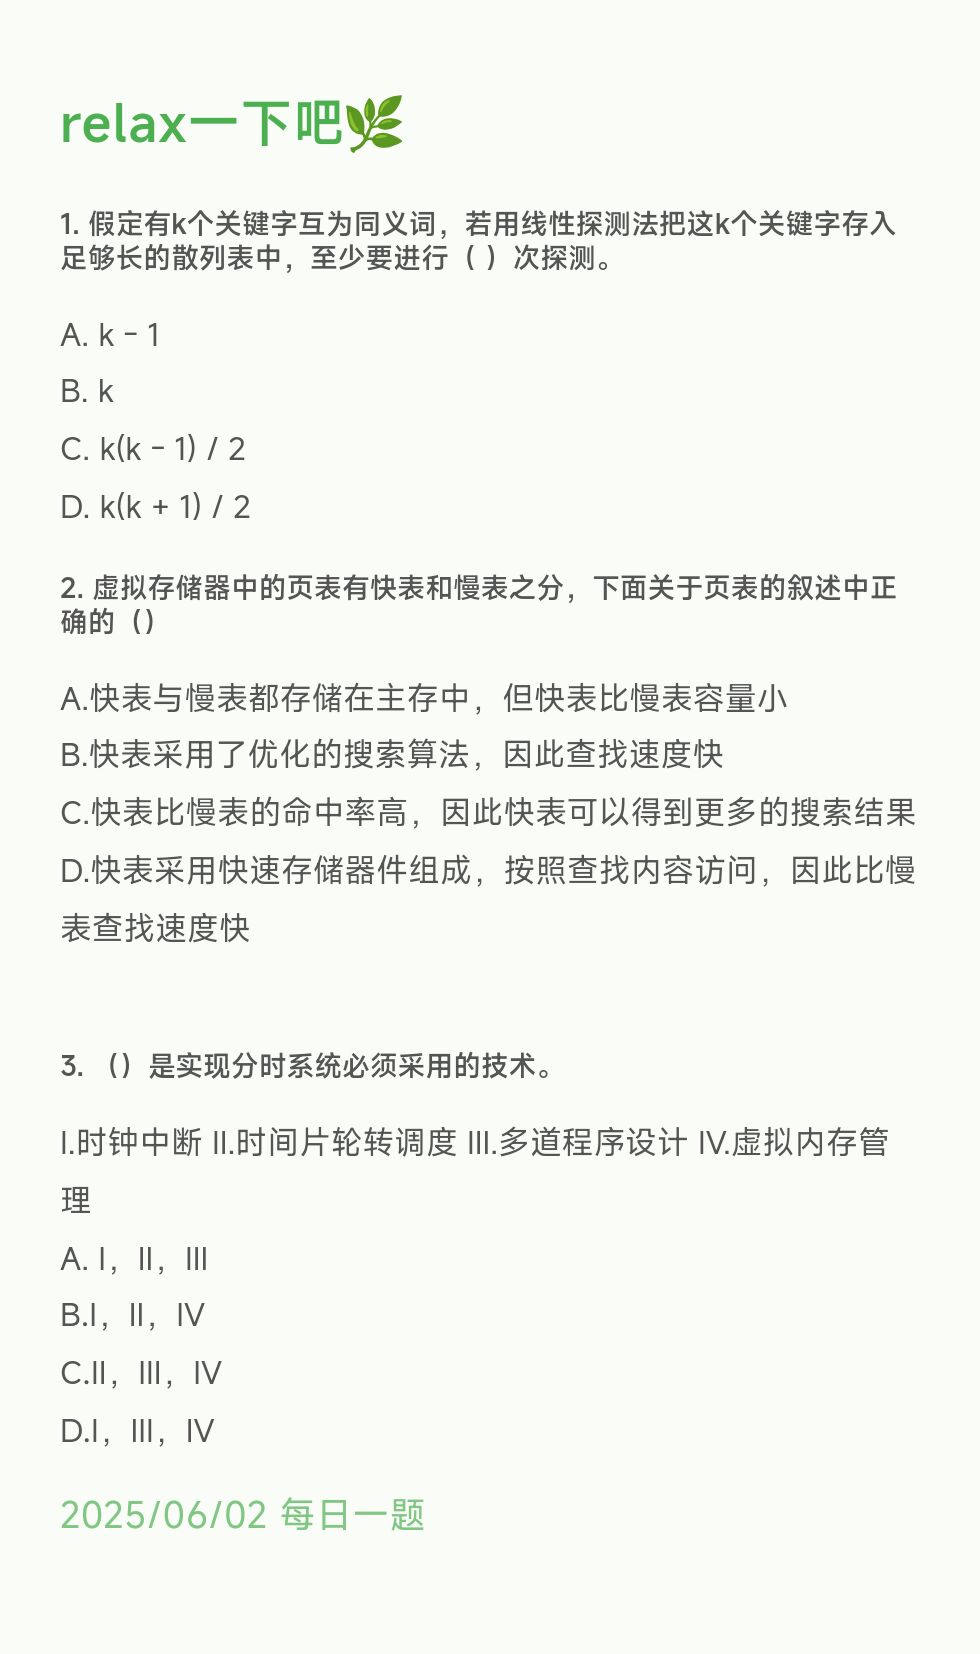 relax一下吧🌿
1. 假定有k个关键字互为同义词，若用线性探测法把这k个关键字存入
足够长的散列表中，至少要进行（ ）次探测。
A. k - 1
B. k
C. k(k - 1) / 2
D. k(k + 1) / 2
2. 虚拟存储器中的页表有快表和慢表之分，下面关于页表的叙述中正
确的（）
A.快表与慢表都存储在主存中，但快表比慢表容量小
B.快表采用了优化的搜索算法，因此查找速度快
C.快表比慢表的命中率高，因此快表可以得到更多的搜索结果
D.快表采用快速存储器件组成，按照查找内容访问，因此比慢
表查找速度快
3. （）是实现分时系统必须采用的技术。
I.时钟中断 II.时间片轮转调度 III.多道程序设计 IV.虚拟内存管
理
A. I，II，III
B.I，II，IV
C.II，III，IV
D.I，III，IV
2025/06/02 每日一题